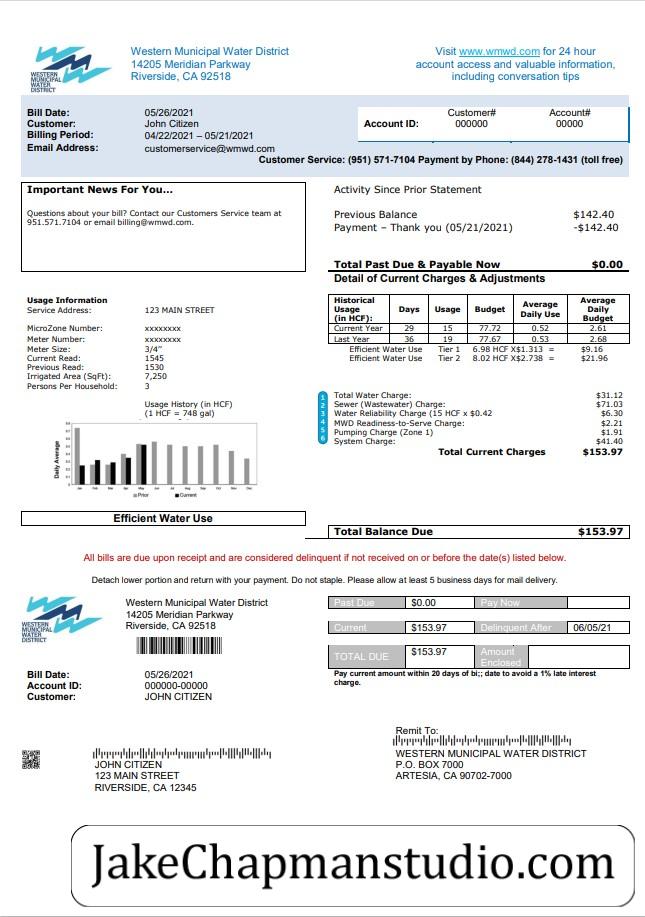 WESTERN
MUNICIPAL
WATER
DISTRICT
Western Municipal Water District
14205 Meridian Parkway
Riverside, CA 92518
Visit www.wmwd.com for 24 hour
account access and valuable information,
including conversation tips
Bill Date: 05/26/2021
Customer: John Citizen
Billing Period: 04/22/2021 – 05/21/2021
Email Address: customerservice@wmwd.com
Customer# Account#
Account ID: 000000 00000
Customer Service: (951) 571-7104 Payment by Phone: (844) 278-1431 (toll free)
Important News For You...
Questions about your bill? Contact our Customers Service team at
951.571.7104 or email billing@wmwd.com.
Activity Since Prior Statement
Previous Balance $142.40
Payment – Thank you (05/21/2021) -$142.40
Total Past Due & Payable Now $0.00
Detail of Current Charges & Adjustments
Usage Information
Service Address: 123 MAIN STREET
MicroZone Number: xxxxxxxx
Meter Number: xxxxxxxx
Meter Size: 3/4"
Current Read: 1545
Previous Read: 1530
Irrigated Area (SqFt): 7,250
Persons Per Household: 3
Usage History (in HCF)
(1 HCF = 748 gal)
Daily Average
Jan Feb Mar Apr May Jun Jul Aug Sep Oct Nov Dec
Prior Current
Efficient Water Use
Historical Usage (in HCF): Days Usage Budget Average Daily Use Average Daily Budget
Current Year 29 15 77.72 0.52 2.61
Last Year 36 19 77.67 0.53 2.68
Efficient Water Use Tier 1 6.98 HCF X$1.313 = $9.16
Efficient Water Use Tier 2 8.02 HCF X$2.738 = $21.96
1 Total Water Charge: $31.12
2 Sewer (Wastewater) Charge: $71.03
3 Water Reliability Charge (15 HCF x $0.42 $6.30
4 MWD Readiness-to-Serve Charge: $2.21
5 Pumping Charge (Zone 1) $1.91
6 System Charge: $41.40
Total Current Charges $153.97
Total Balance Due $153.97
All bills are due upon receipt and are considered delinquent if not received on or before the date(s) listed below.
Detach lower portion and return with your payment. Do not staple. Please allow at least 5 business days for mail delivery.
WESTERN
MUNICIPAL
WATER
DISTRICT
Western Municipal Water District
14205 Meridian Parkway
Riverside, CA 92518
Bill Date: 05/26/2021
Account ID: 000000-00000
Customer: JOHN CITIZEN
Past Due $0.00 Pay Now
Current $153.97 Delinquent After 06/05/21
TOTAL DUE $153.97 Amount Enclosed
Pay current amount within 20 days of bi;; date to avoid a 1% late interest
charge.
JOHN CITIZEN
123 MAIN STREET
RIVERSIDE, CA 12345
Remit To:
WESTERN MUNICIPAL WATER DISTRICT
P.O. BOX 7000
ARTESIA, CA 90702-7000
JakeChapmanstudio.com